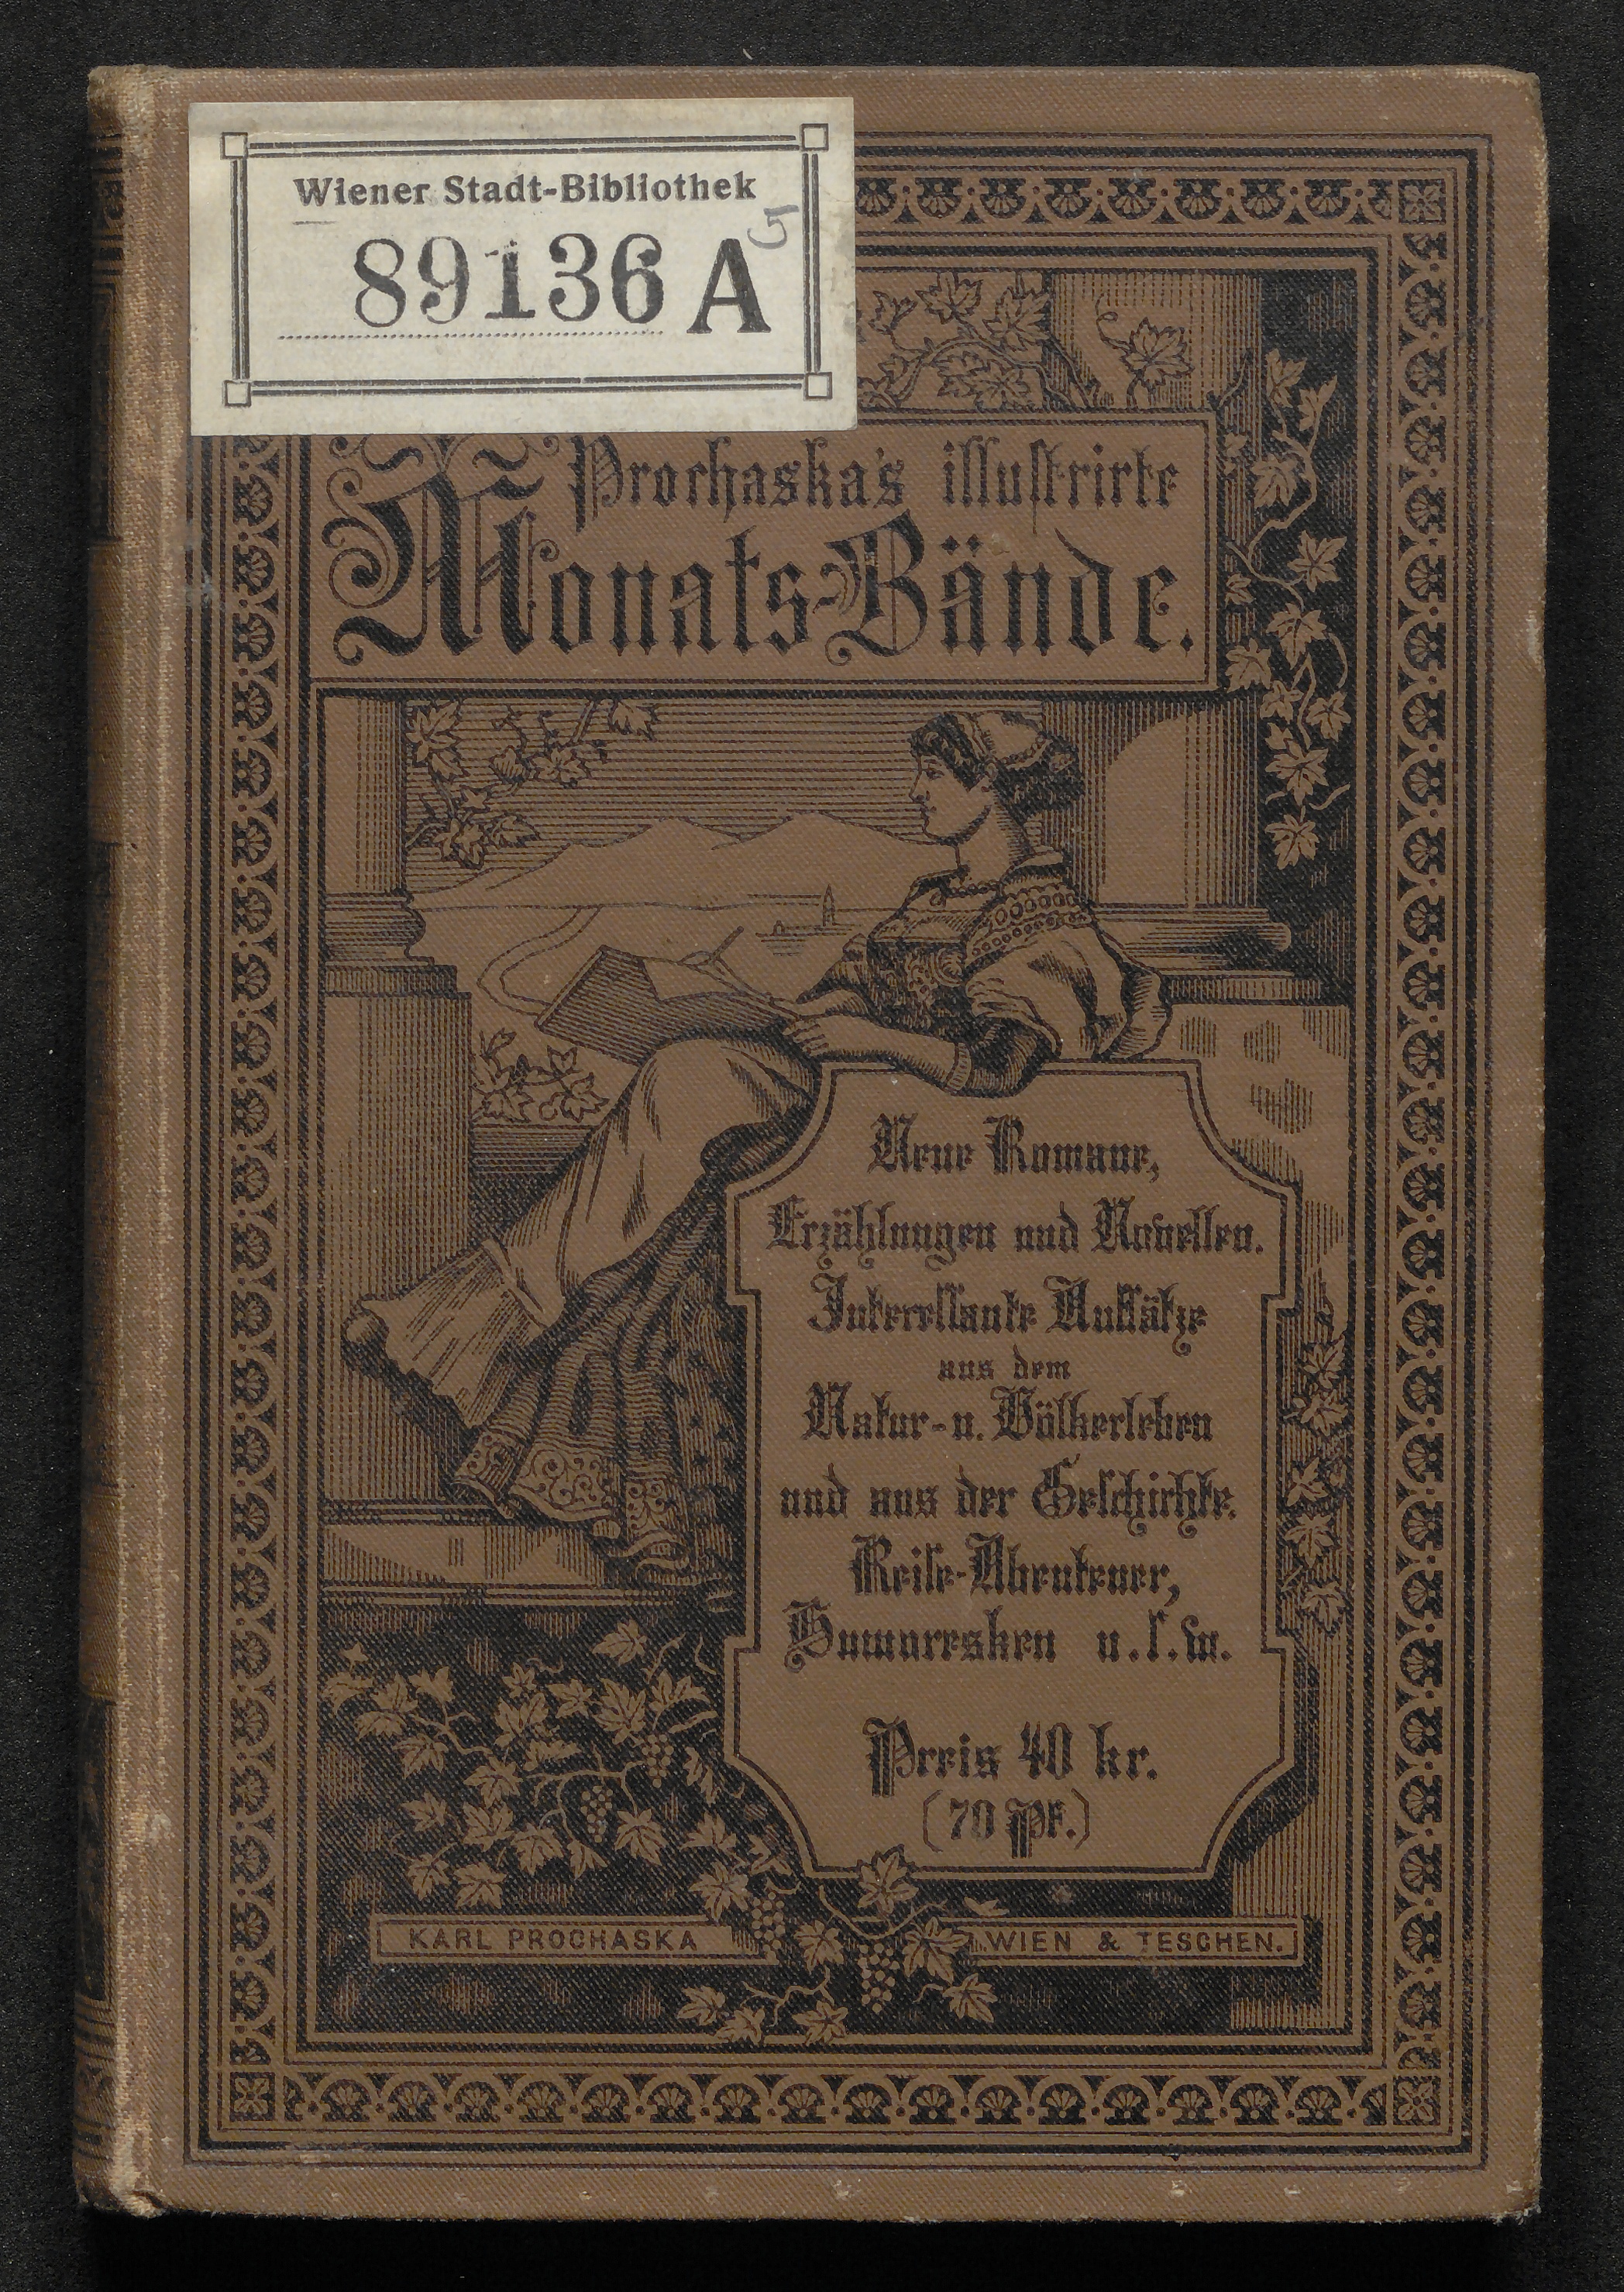 Wiener Stadt-Bibliothek
89136 A
Prochaska's illustrirte
Monats-Bände.
Neue Romane,
Erzählungen und Novellen.
Interessante Aufsätze
aus dem
Natur- u. Völkerleben
und aus der Geschichte.
Reise-Abenteuer,
Humoresken u. s. w.
Preis 40 kr.
(70 Pf.)
KARL PROCHASKA WIEN & TESCHEN.